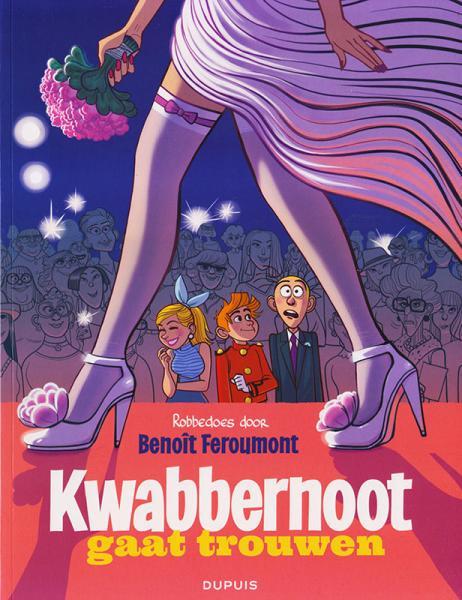 Robbedoes door
Benoît Feroumont
Kwabbernoot
gaat trouwen
DUPUIS